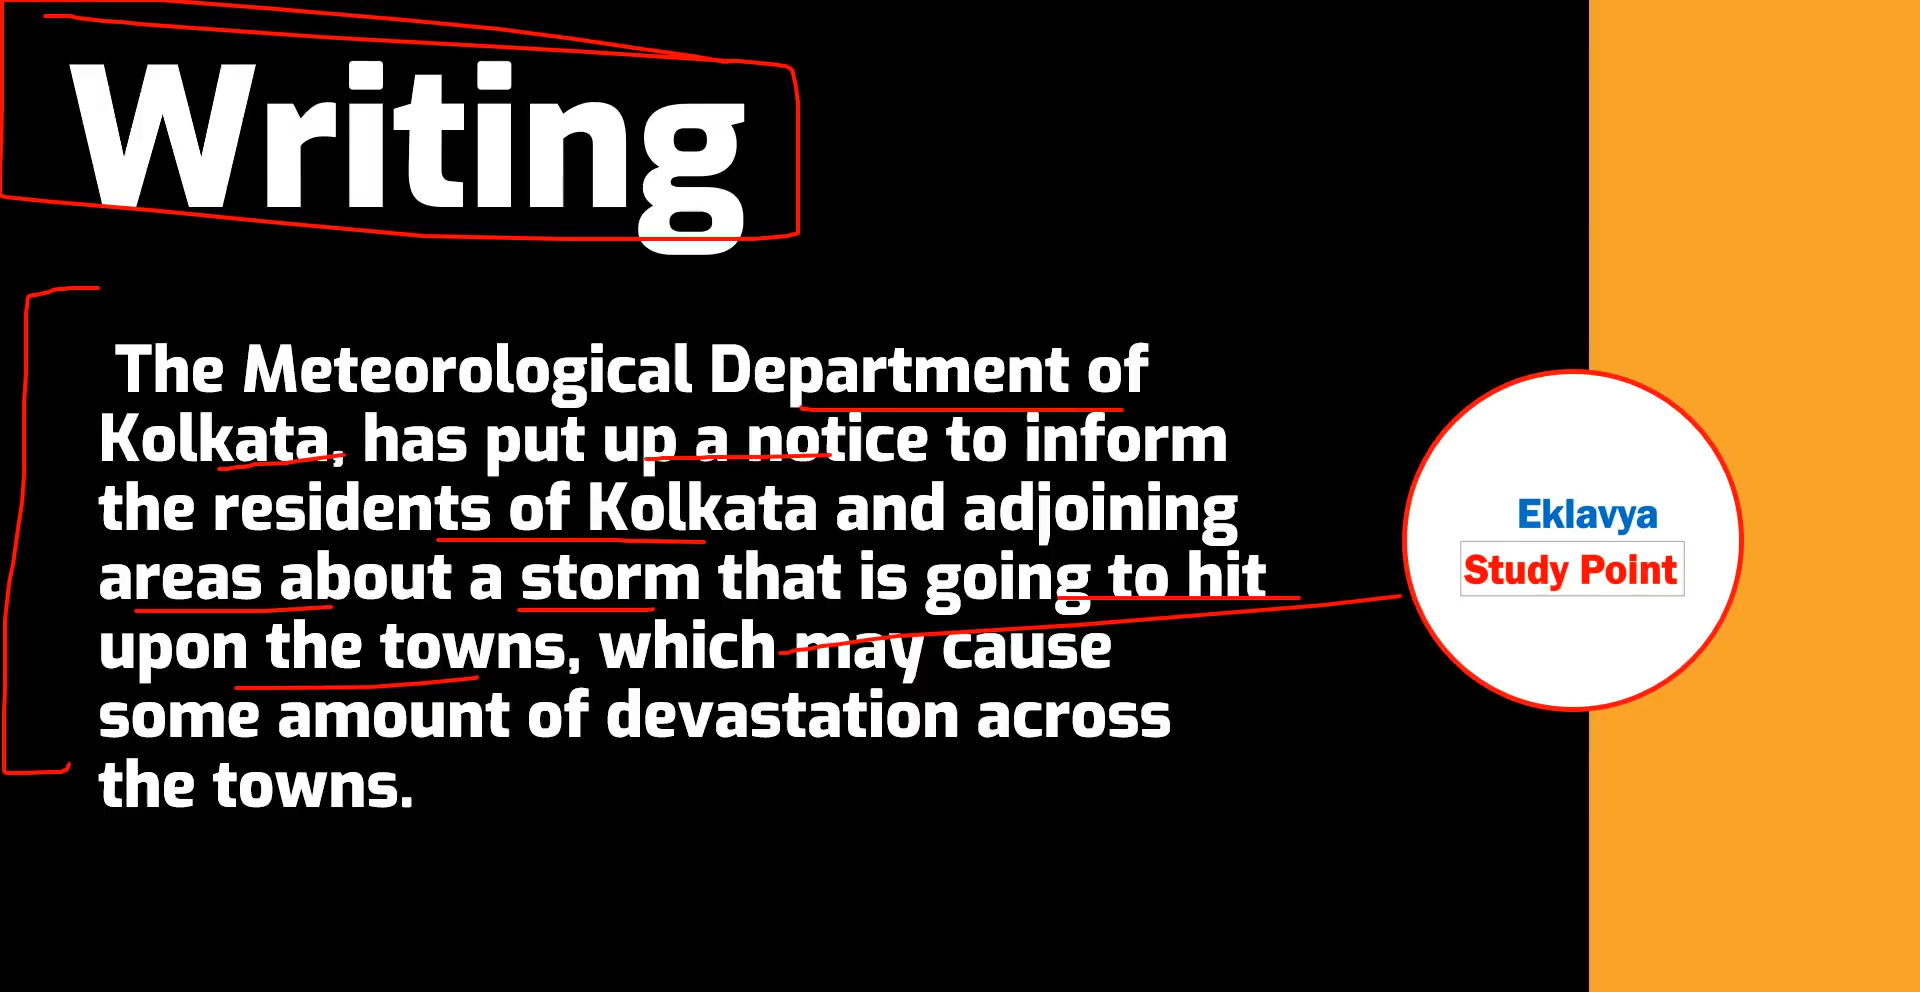 Writing
The Meteorological Department of
Kolkata, has put up a notice to inform
the residents of Kolkata and adjoining
areas about a storm that is going to hit
upon the towns, which may cause
some amount of devastation across
the towns.
Eklavya
Study Point